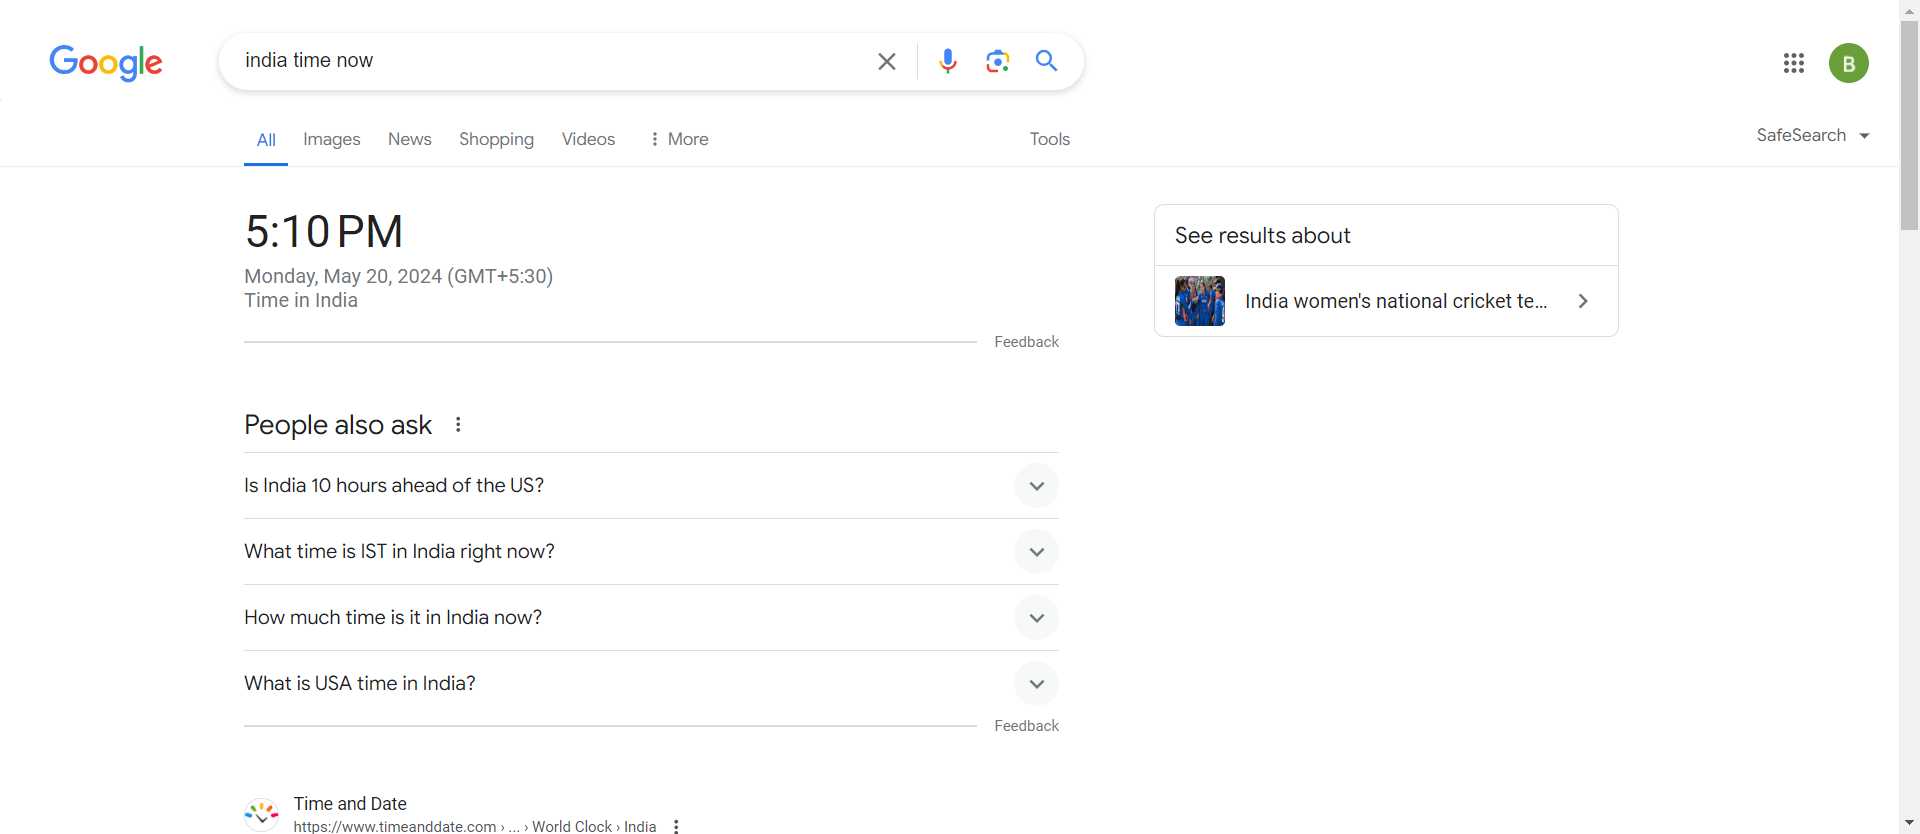 Google
india time now
B
All
Images
News
Shopping
Videos
More
Tools
SafeSearch
5:10 PM
Monday, May 20, 2024 (GMT+5:30)
Time in India
Feedback
See results about
India women's national cricket te...
People also ask
Is India 10 hours ahead of the US?
What time is IST in India right now?
How much time is it in India now?
What is USA time in India?
Feedback
Time and Date
https://www.timeanddate.com › ... › World Clock › India